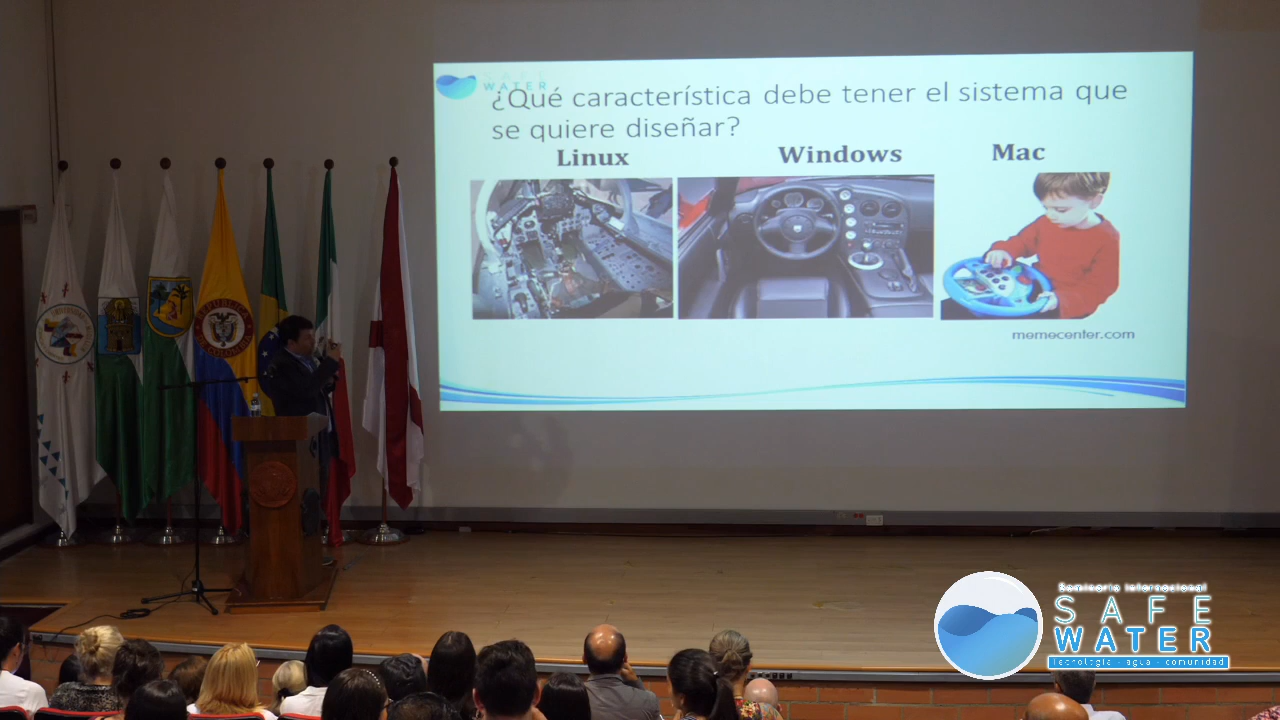 SAFE
WATER
¿Qué característica debe tener el sistema que
se quiere diseñar?
Linux
Windows
Mac
memecenter.com
Seminario Internacional
SAFE
WATER
Tecnología · agua · comunidad